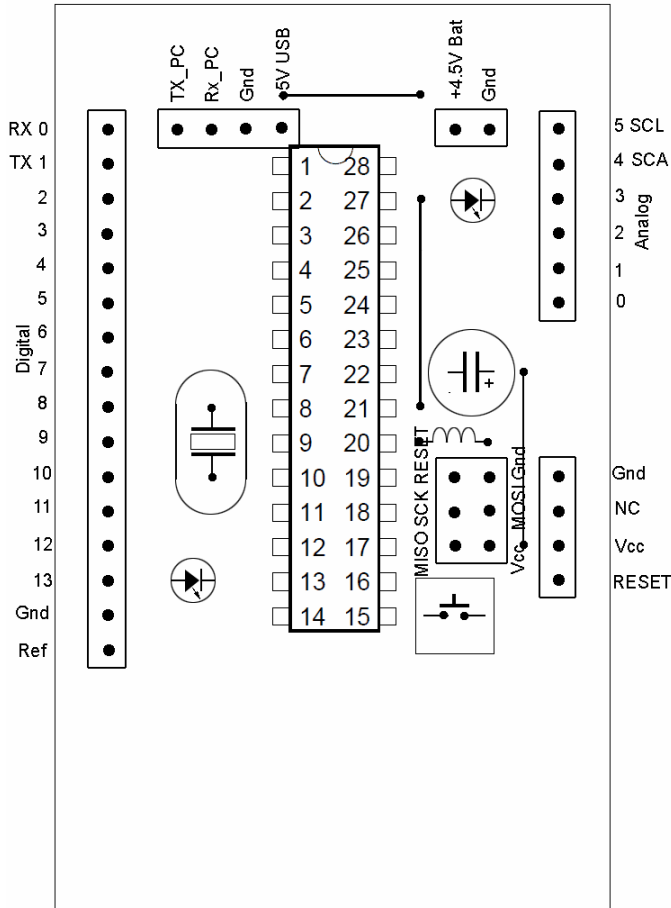 TX_PC
Rx_PC
Gnd
+5V USB
+4.5V Bat
Gnd
RX 0
TX 1
2
3
4
5
6
7
8
9
10
11
12
13
Gnd
Ref
Digital
1 28
2 27
3 26
4 25
5 24
6 23
7 22
8 21
9 20
10 19
11 18
12 17
13 16
14 15
+
MISO SCK RESET
Vcc MOSI Gnd
5 SCL
4 SCA
3
2
1
0
Analog
Gnd
NC
Vcc
RESET